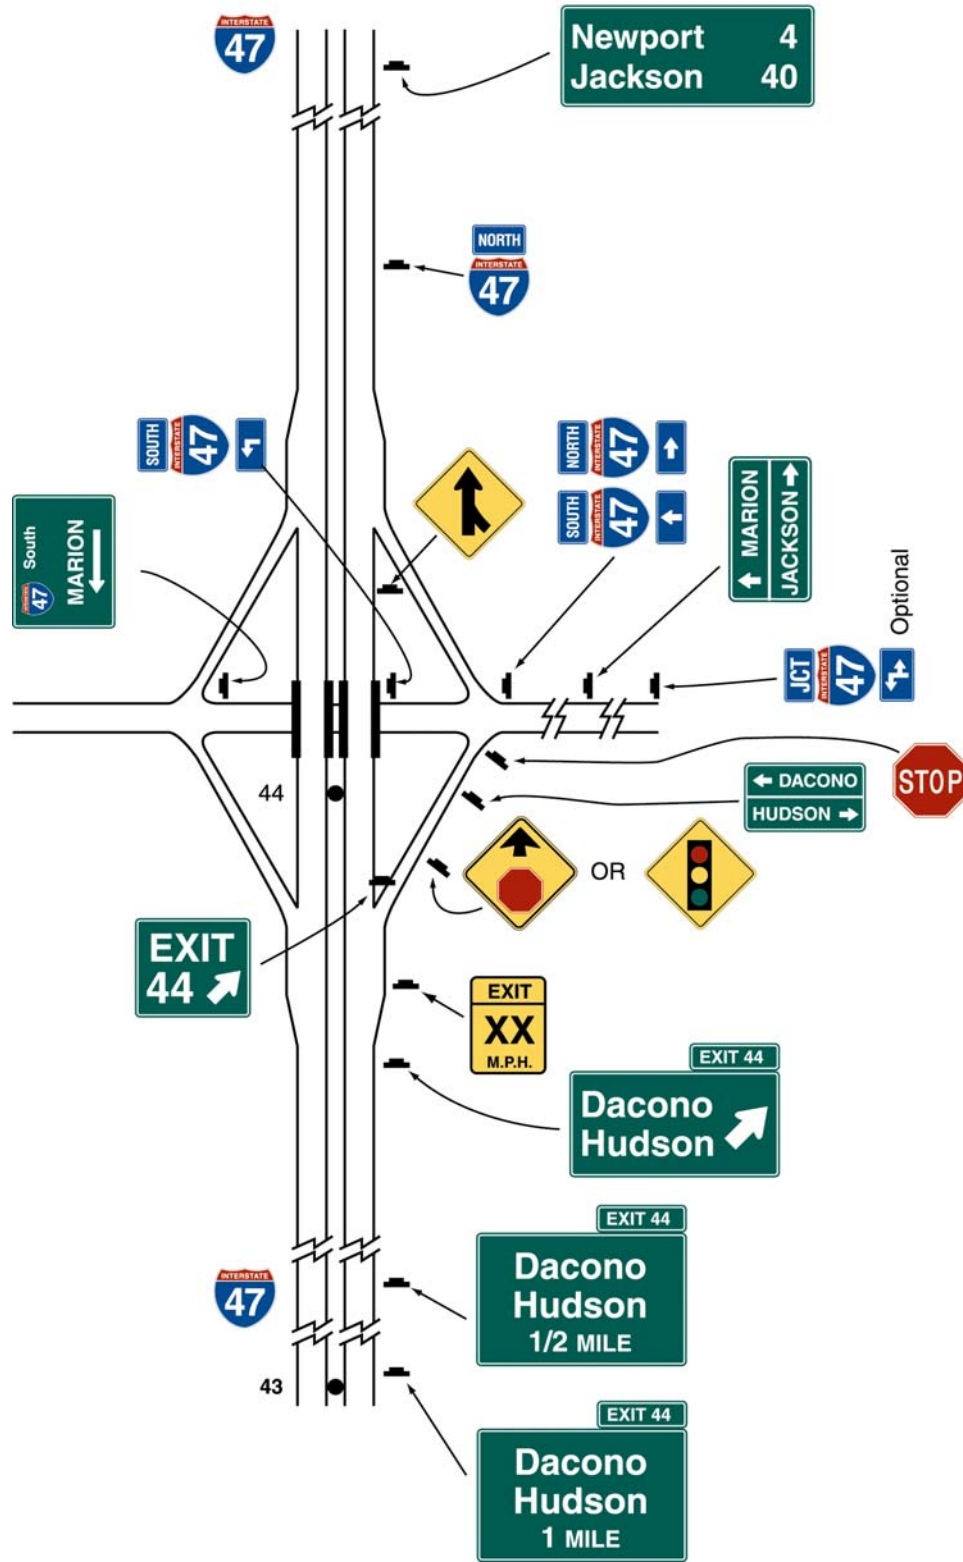 INTERSTATE
47
Newport 4
Jackson 40
NORTH
INTERSTATE
47
SOUTH
INTERSTATE
47
South
47
MARION
NORTH
INTERSTATE
47
SOUTH
INTERSTATE
47
MARION
JACKSON
JCT
INTERSTATE
47
Optional
44
STOP
DACONO
HUDSON
OR
EXIT
44
EXIT
XX
M.P.H.
EXIT 44
Dacono
Hudson
EXIT 44
Dacono
Hudson
1/2 MILE
INTERSTATE
47
43
EXIT 44
Dacono
Hudson
1 MILE